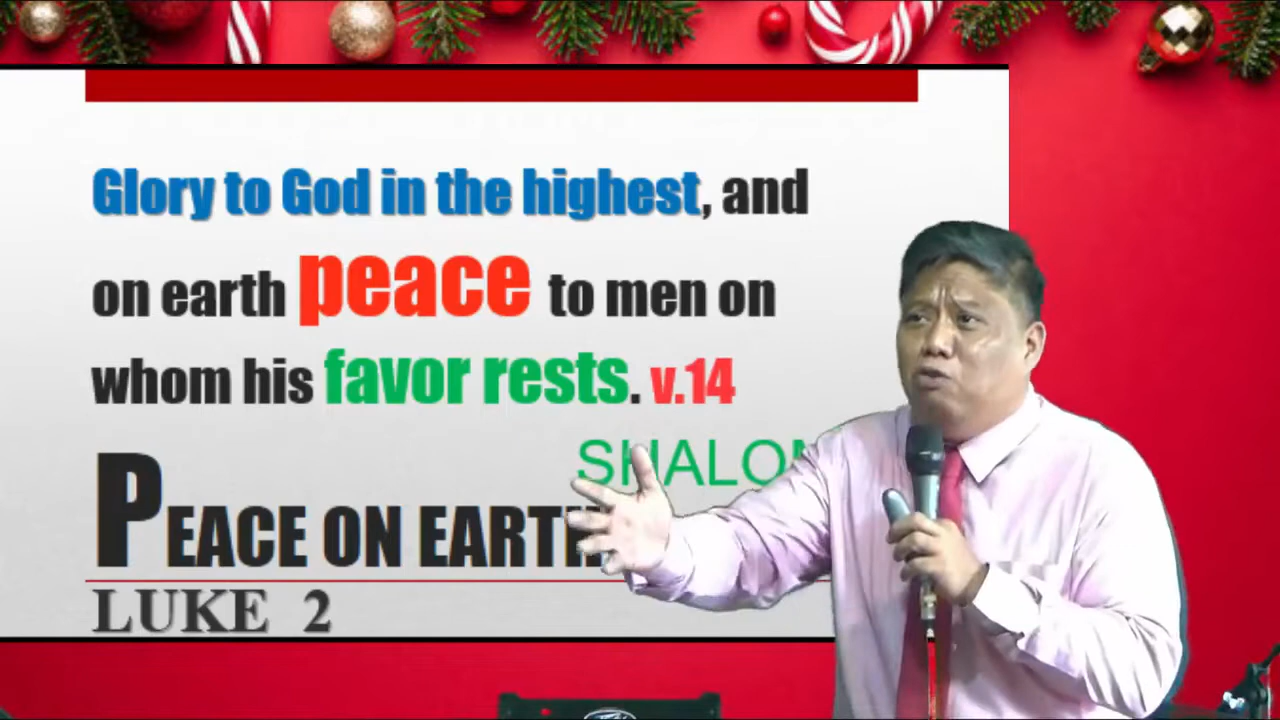 Glory to God in the highest, and
on earth peace to men on
whom his favor rests. v.14
SHALOM
PEACE ON EARTH
LUKE 2